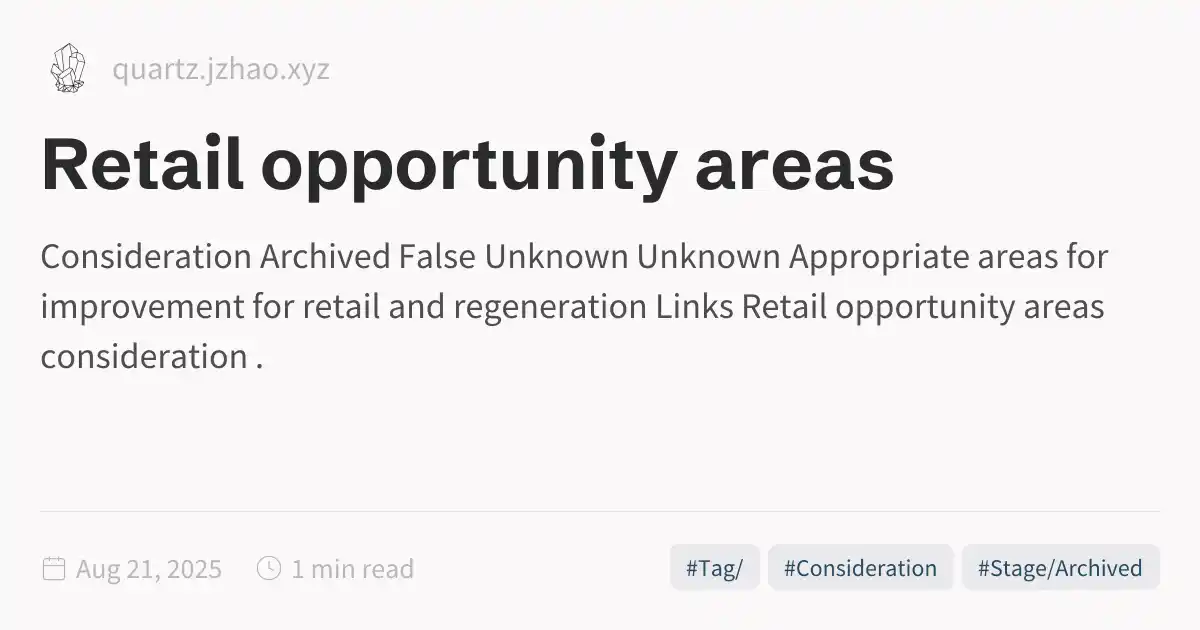 quartz.jzhao.xyz
Retail opportunity areas
Consideration Archived False Unknown Unknown Appropriate areas for
improvement for retail and regeneration Links Retail opportunity areas
consideration .
Aug 21, 2025 1 min read #Tag/ #Consideration #Stage/Archived